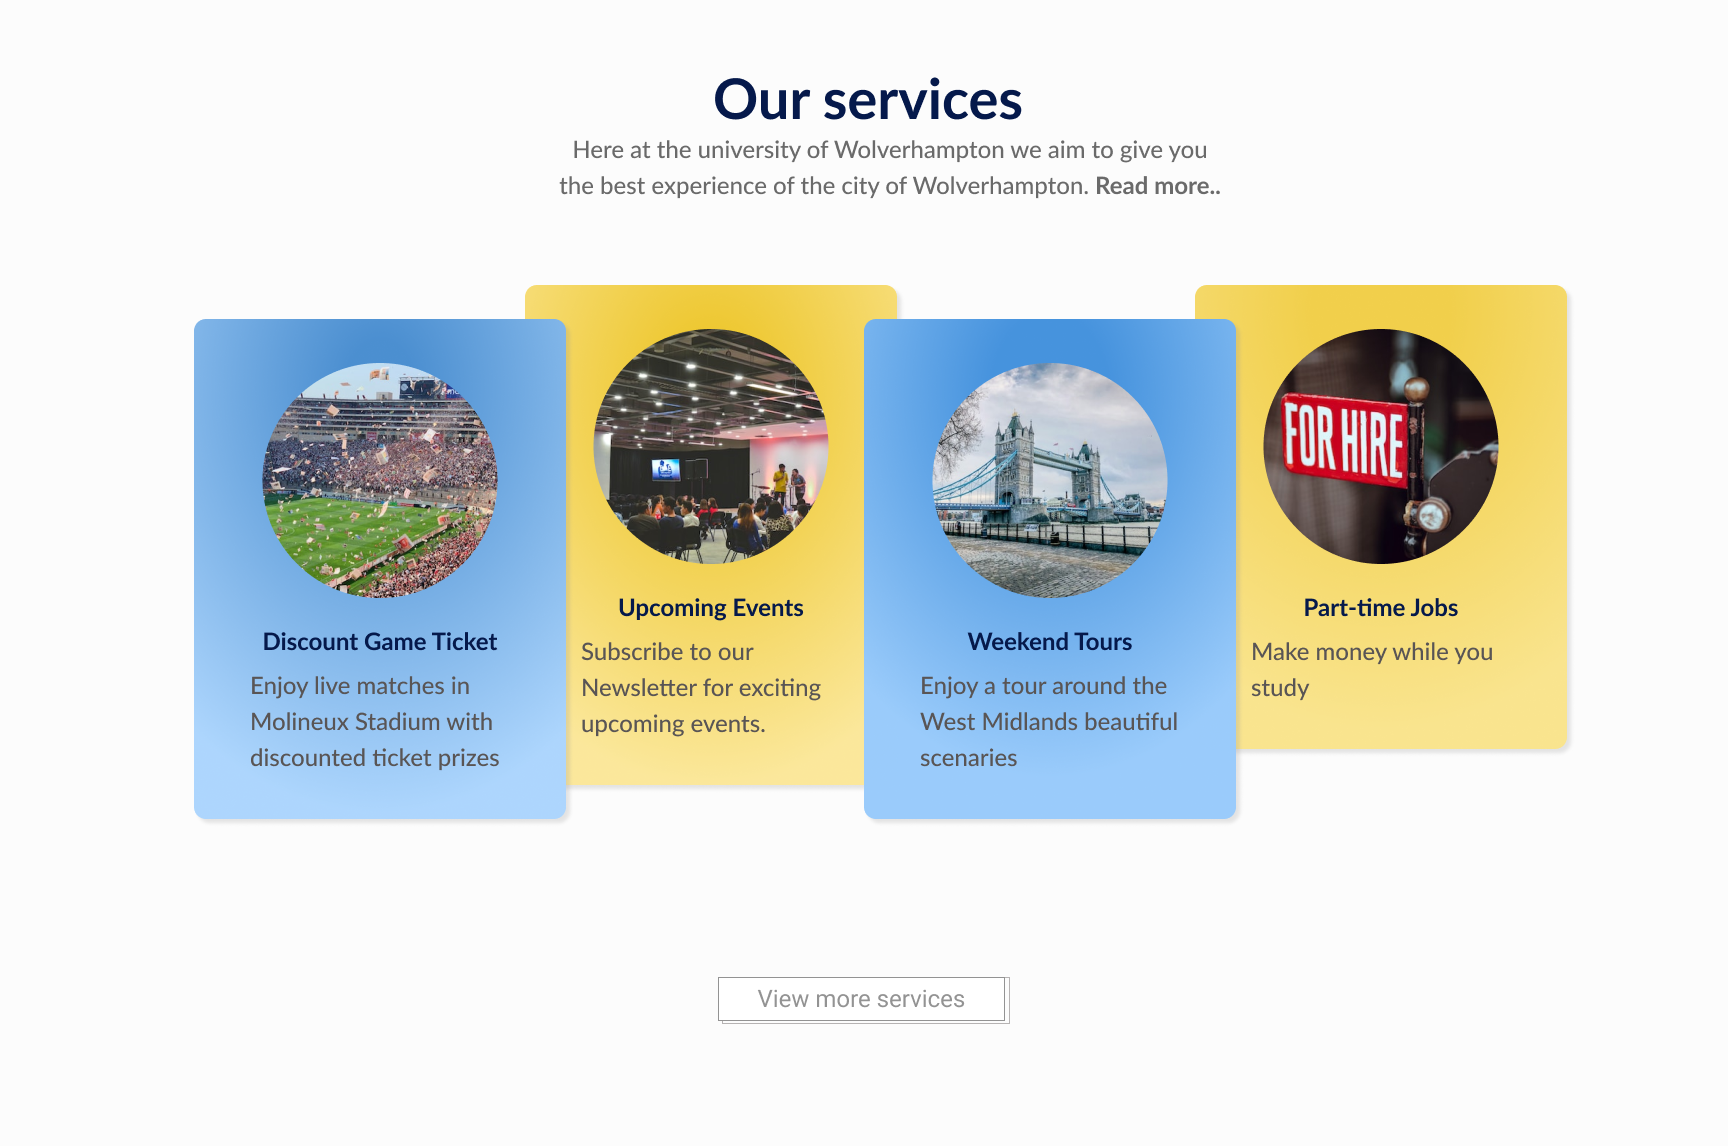 Our services
Here at the university of Wolverhampton we aim to give you
the best experience of the city of Wolverhampton. Read more..
Discount Game Ticket
Enjoy live matches in
Molineux Stadium with
discounted ticket prizes
Upcoming Events
Subscribe to our
Newsletter for exciting
upcoming events.
Weekend Tours
Enjoy a tour around the
West Midlands beautiful
scenaries
FOR HIRE
Part-time Jobs
Make money while you
study
View more services